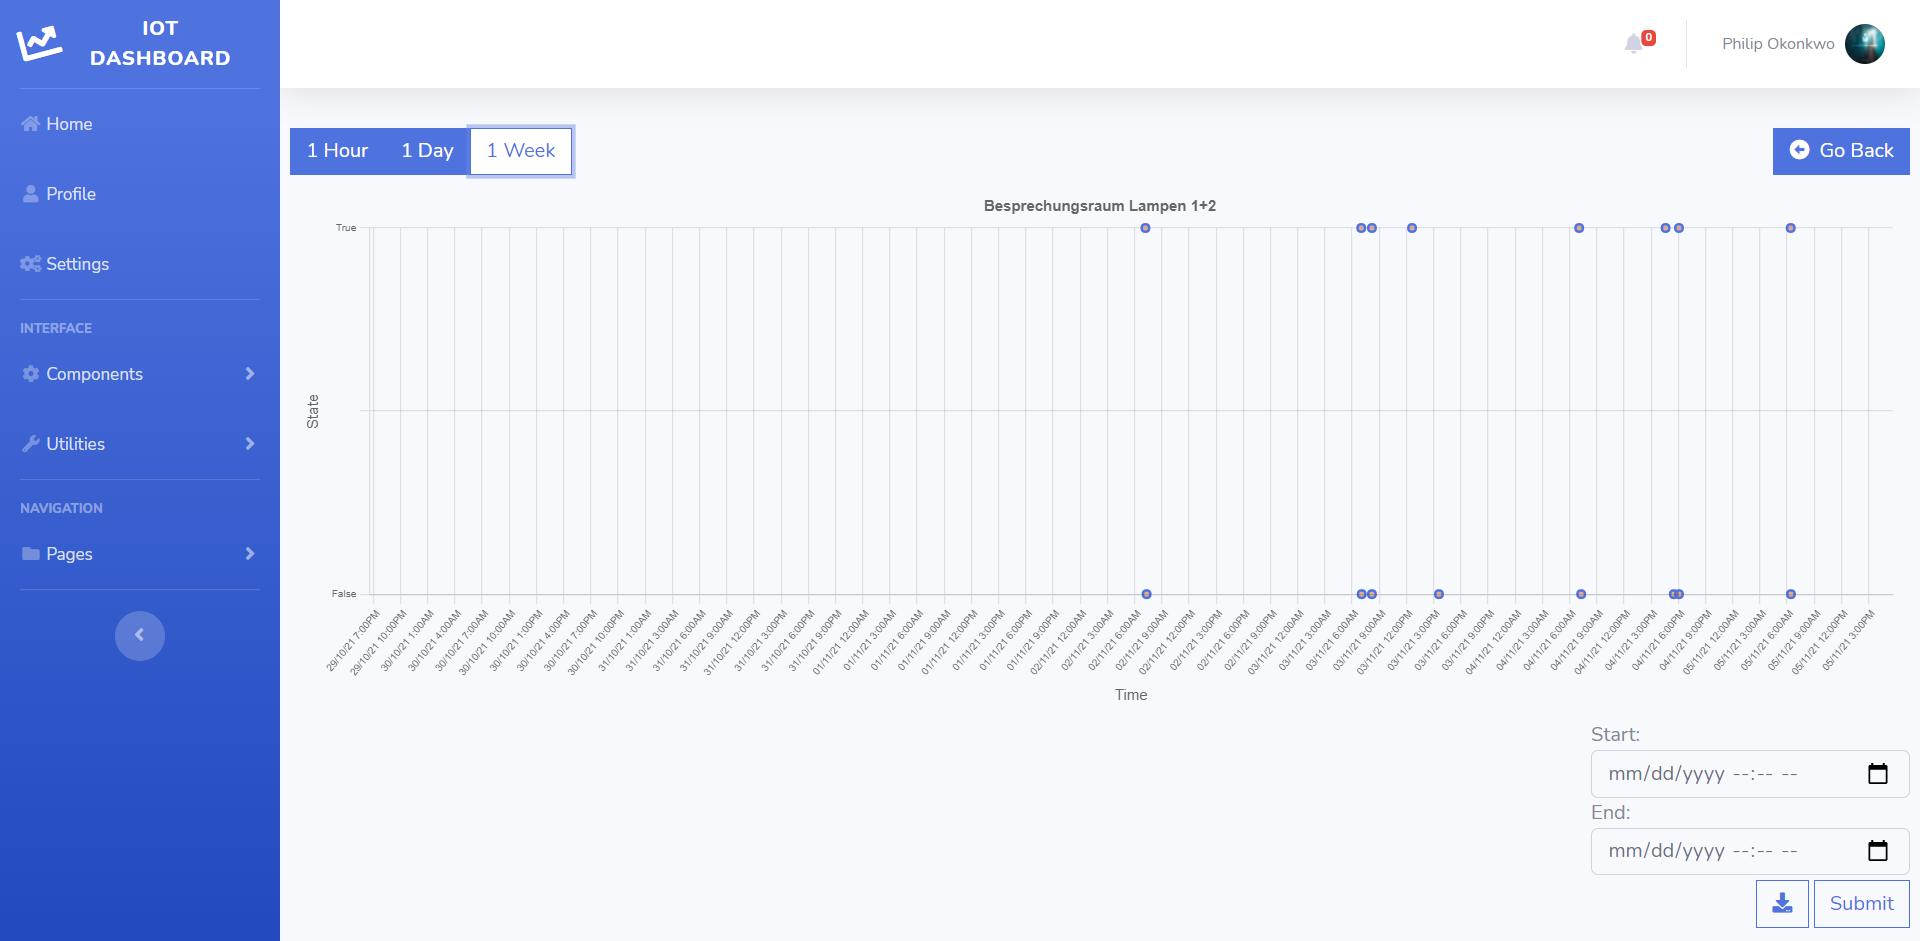 IOT
DASHBOARD
0
Philip Okonkwo
Home
Profile
Settings
INTERFACE
Components
Utilities
NAVIGATION
Pages
1 Hour
1 Day
1 Week
Go Back
Besprechungsraum Lampen 1+2
True
State
False
29/10/21 7:00PM
29/10/21 10:00PM
30/10/21 1:00AM
30/10/21 4:00AM
30/10/21 7:00AM
30/10/21 10:00AM
30/10/21 1:00PM
30/10/21 4:00PM
30/10/21 7:00PM
30/10/21 10:00PM
31/10/21 1:00AM
31/10/21 3:00AM
31/10/21 6:00AM
31/10/21 9:00AM
31/10/21 12:00PM
31/10/21 3:00PM
31/10/21 6:00PM
31/10/21 9:00PM
01/11/21 12:00AM
01/11/21 3:00AM
01/11/21 6:00AM
01/11/21 9:00AM
01/11/21 12:00PM
01/11/21 3:00PM
01/11/21 6:00PM
01/11/21 9:00PM
02/11/21 12:00AM
02/11/21 3:00AM
02/11/21 6:00AM
02/11/21 9:00AM
02/11/21 12:00PM
02/11/21 3:00PM
02/11/21 6:00PM
02/11/21 9:00PM
03/11/21 12:00AM
03/11/21 3:00AM
03/11/21 6:00AM
03/11/21 9:00AM
03/11/21 12:00PM
03/11/21 3:00PM
03/11/21 6:00PM
03/11/21 9:00PM
04/11/21 12:00AM
04/11/21 3:00AM
04/11/21 6:00AM
04/11/21 9:00AM
04/11/21 12:00PM
04/11/21 3:00PM
04/11/21 6:00PM
04/11/21 9:00PM
05/11/21 12:00AM
05/11/21 3:00AM
05/11/21 6:00AM
05/11/21 9:00AM
05/11/21 12:00PM
05/11/21 3:00PM
Time
Start:
mm/dd/yyyy --:-- --
End:
mm/dd/yyyy --:-- --
Submit